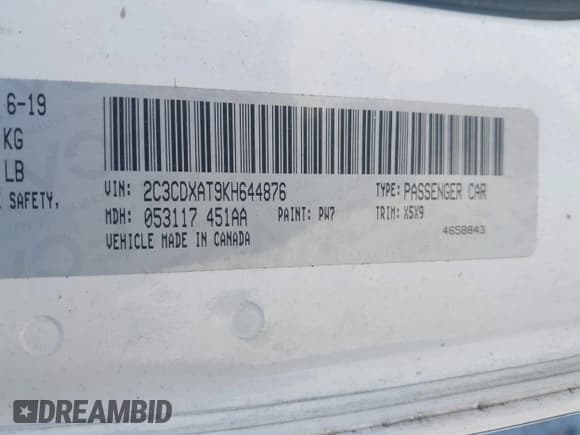 6-19
KG
LB
SAFETY,
VIN: 2C3CDXAT9KH644876 TYPE: PASSENGER CAR
MDH: 053117 451AA PAINT: PW7 TRIM: X5X9
VEHICLE MADE IN CANADA 4658843
DREAMBID